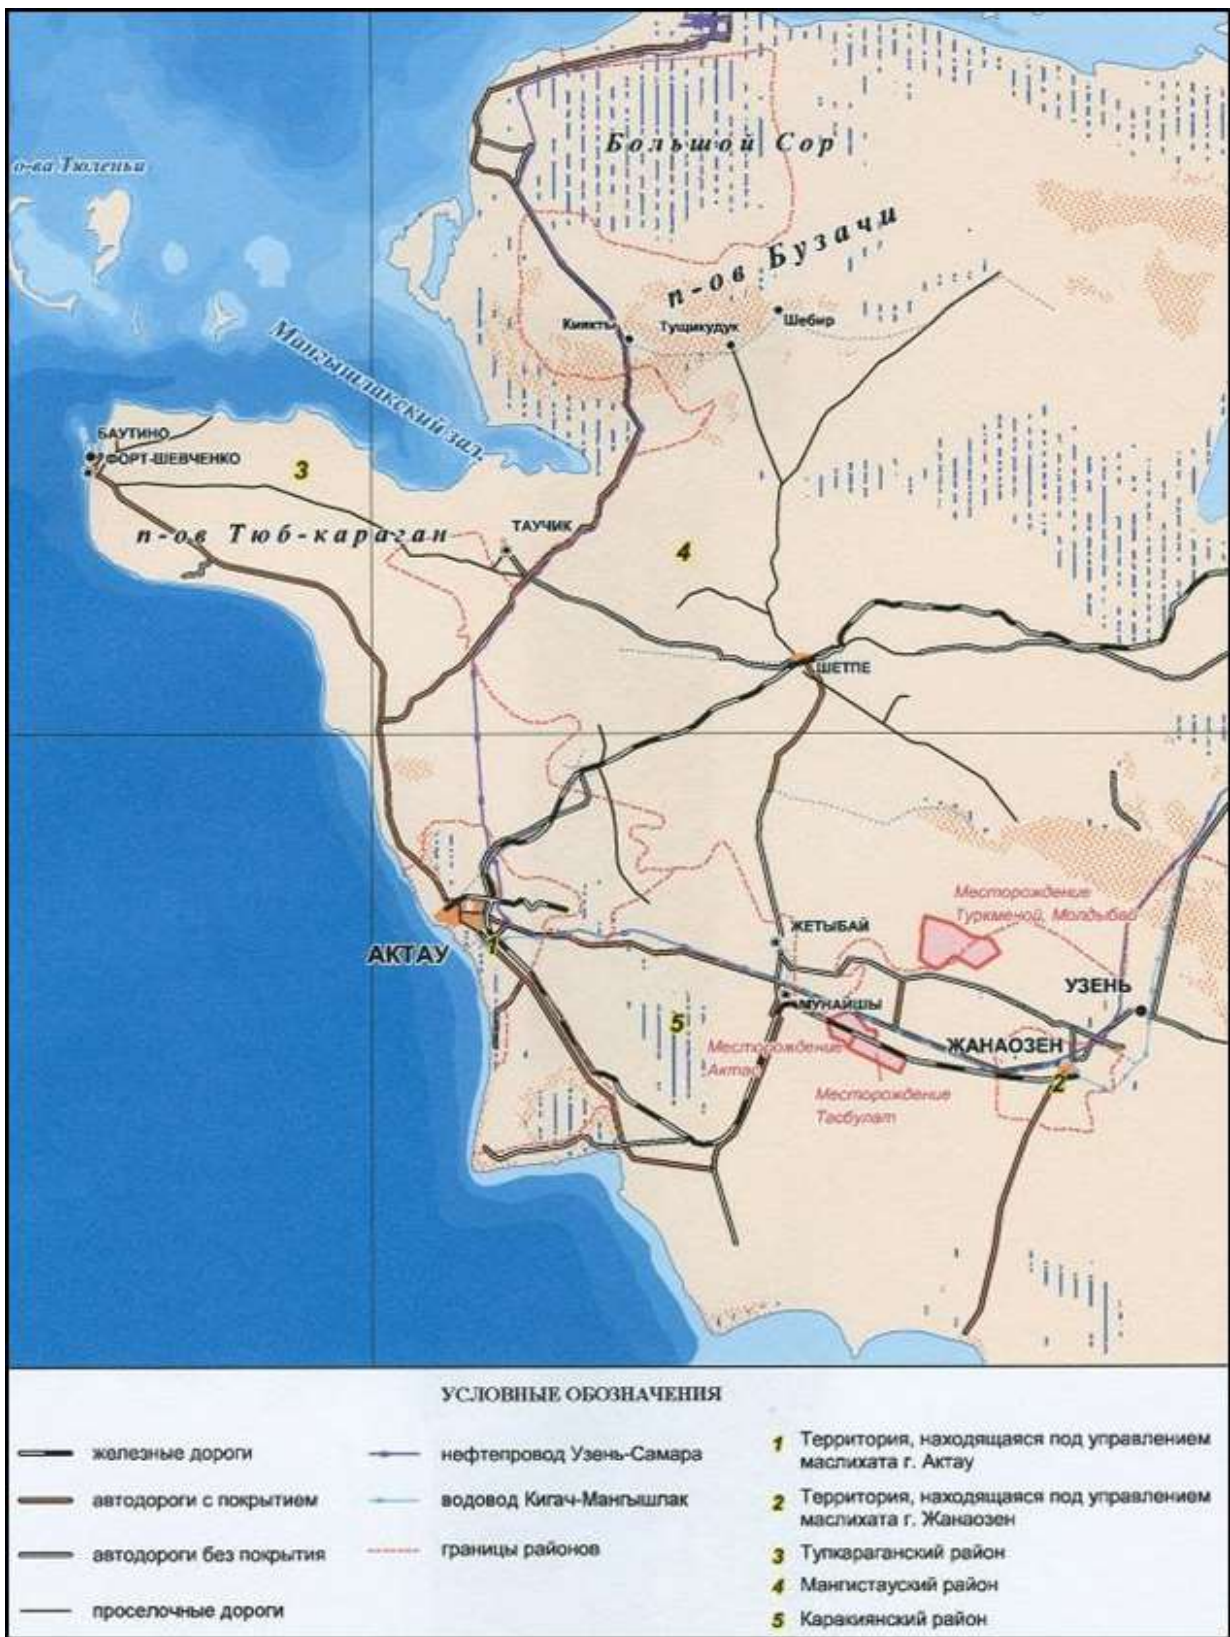 Большой Сор
о-ва Тюленьи
п-ов Бузачи
Киякты
Тущикудук
Шебир
Мангышлакский зал.
БАУТИНО
ФОРТ-ШЕВЧЕНКО
3
ТАУЧИК
п-ов Тюб-караган
4
ШЕТПЕ
Месторождение
Туркменой, Молдыбай
ЖЕТЫБАЙ
АКТАУ
1
УЗЕНЬ
МУНАЙШЫ
5
Месторождение
Актас
ЖАНАОЗЕН
2
Месторождение
Тасбулат
УСЛОВНЫЕ ОБОЗНАЧЕНИЯ
железные дороги
автодороги с покрытием
автодороги без покрытия
проселочные дороги
нефтепровод Узень-Самара
водовод Кигач-Мангышлак
границы районов
1 Территория, находящаяся под управлением
маслихата г. Актау
2 Территория, находящаяся под управлением
маслихата г. Жанаозен
3 Тупкараганский район
4 Мангистауский район
5 Каракиянский район